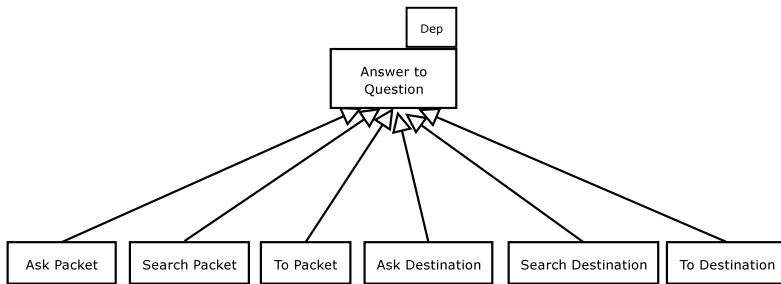 Dep
Answer to
Question
Ask Packet
Search Packet
To Packet
Ask Destination
Search Destination
To Destination